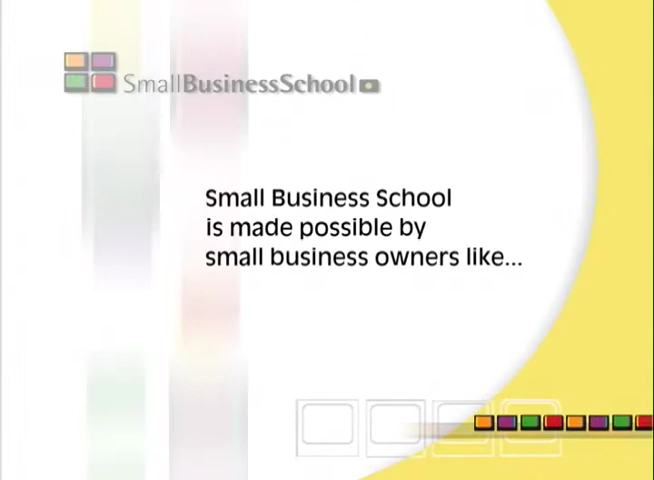 SmallBusinessSchool
Small Business School
is made possible by
small business owners like...